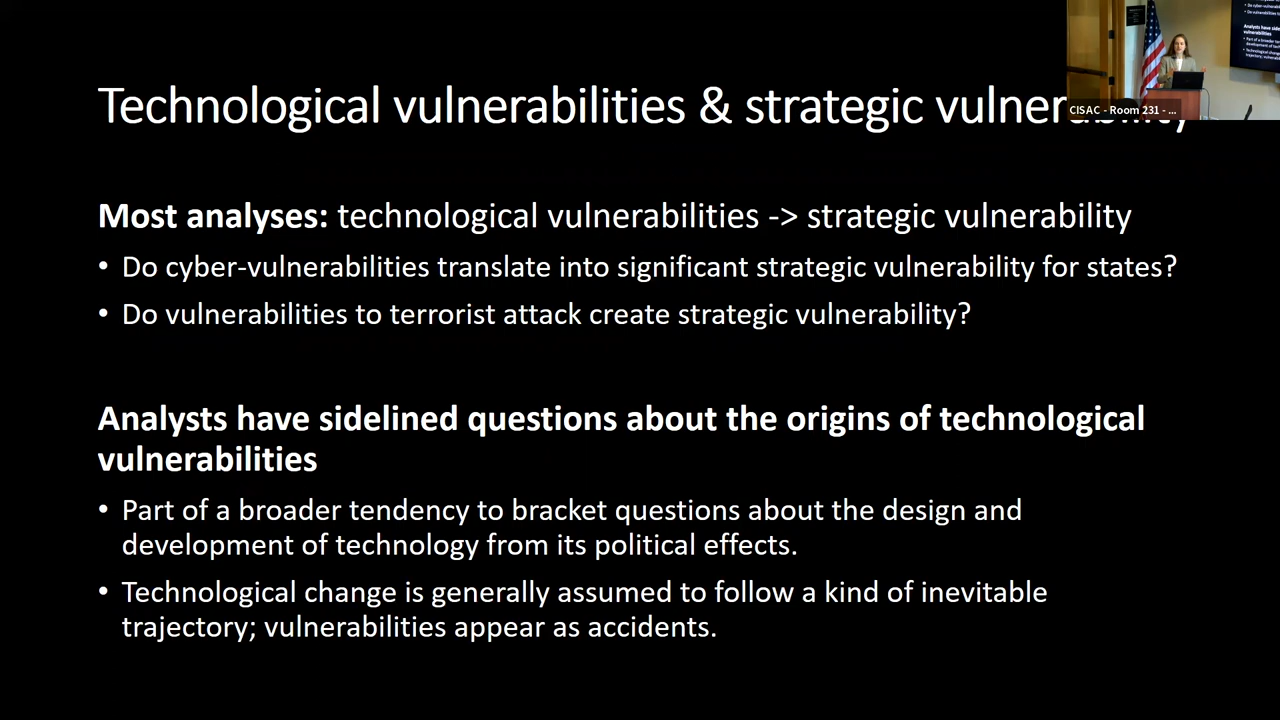 Technological vulnerabilities & strategic vulnerability
CISAC - Room 231 - ...
Most analyses: technological vulnerabilities -> strategic vulnerability
• Do cyber-vulnerabilities translate into significant strategic vulnerability for states?
• Do vulnerabilities to terrorist attack create strategic vulnerability?
Analysts have sidelined questions about the origins of technological
vulnerabilities
• Part of a broader tendency to bracket questions about the design and
development of technology from its political effects.
• Technological change is generally assumed to follow a kind of inevitable
trajectory; vulnerabilities appear as accidents.